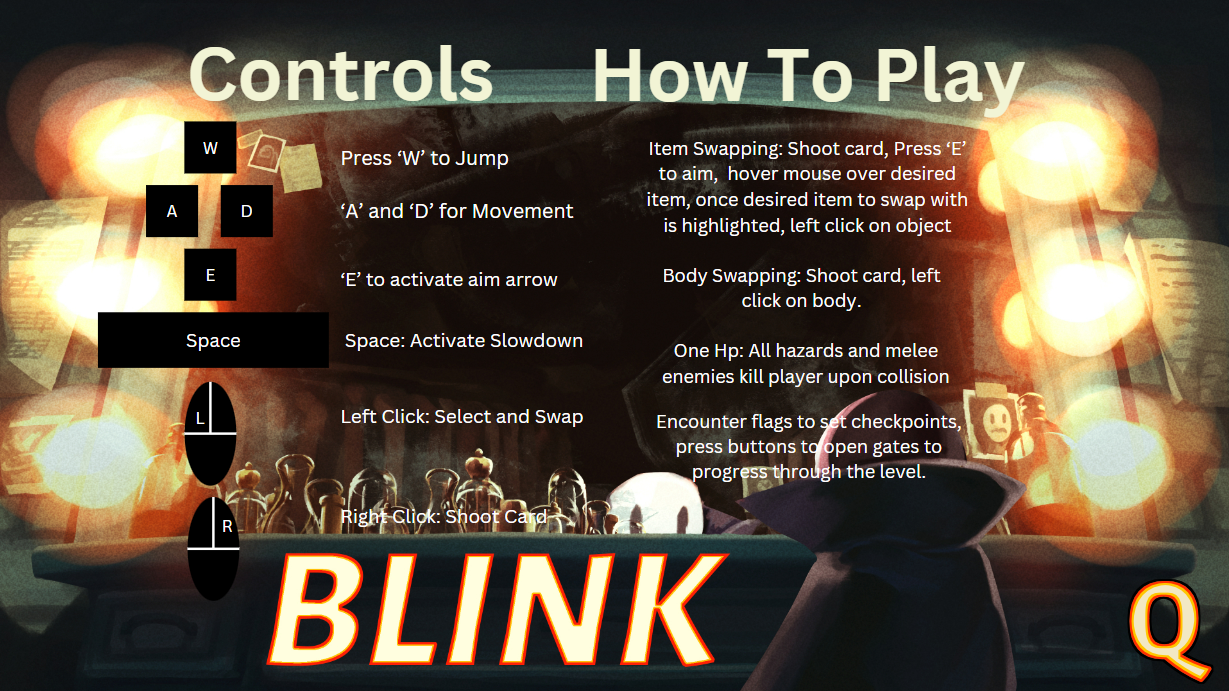 Controls
How To Play
W
Press ‘W’ to Jump
A
D
‘A’ and ‘D’ for Movement
E
‘E’ to activate aim arrow
Space
Space: Activate Slowdown
L
Left Click: Select and Swap
R
Right Click: Shoot Card
Item Swapping: Shoot card, Press ‘E’
to aim, hover mouse over desired
item, once desired item to swap with
is highlighted, left click on object
Body Swapping: Shoot card, left
click on body.
One Hp: All hazards and melee
enemies kill player upon collision
Encounter flags to set checkpoints,
press buttons to open gates to
progress through the level.
BLINK
Q